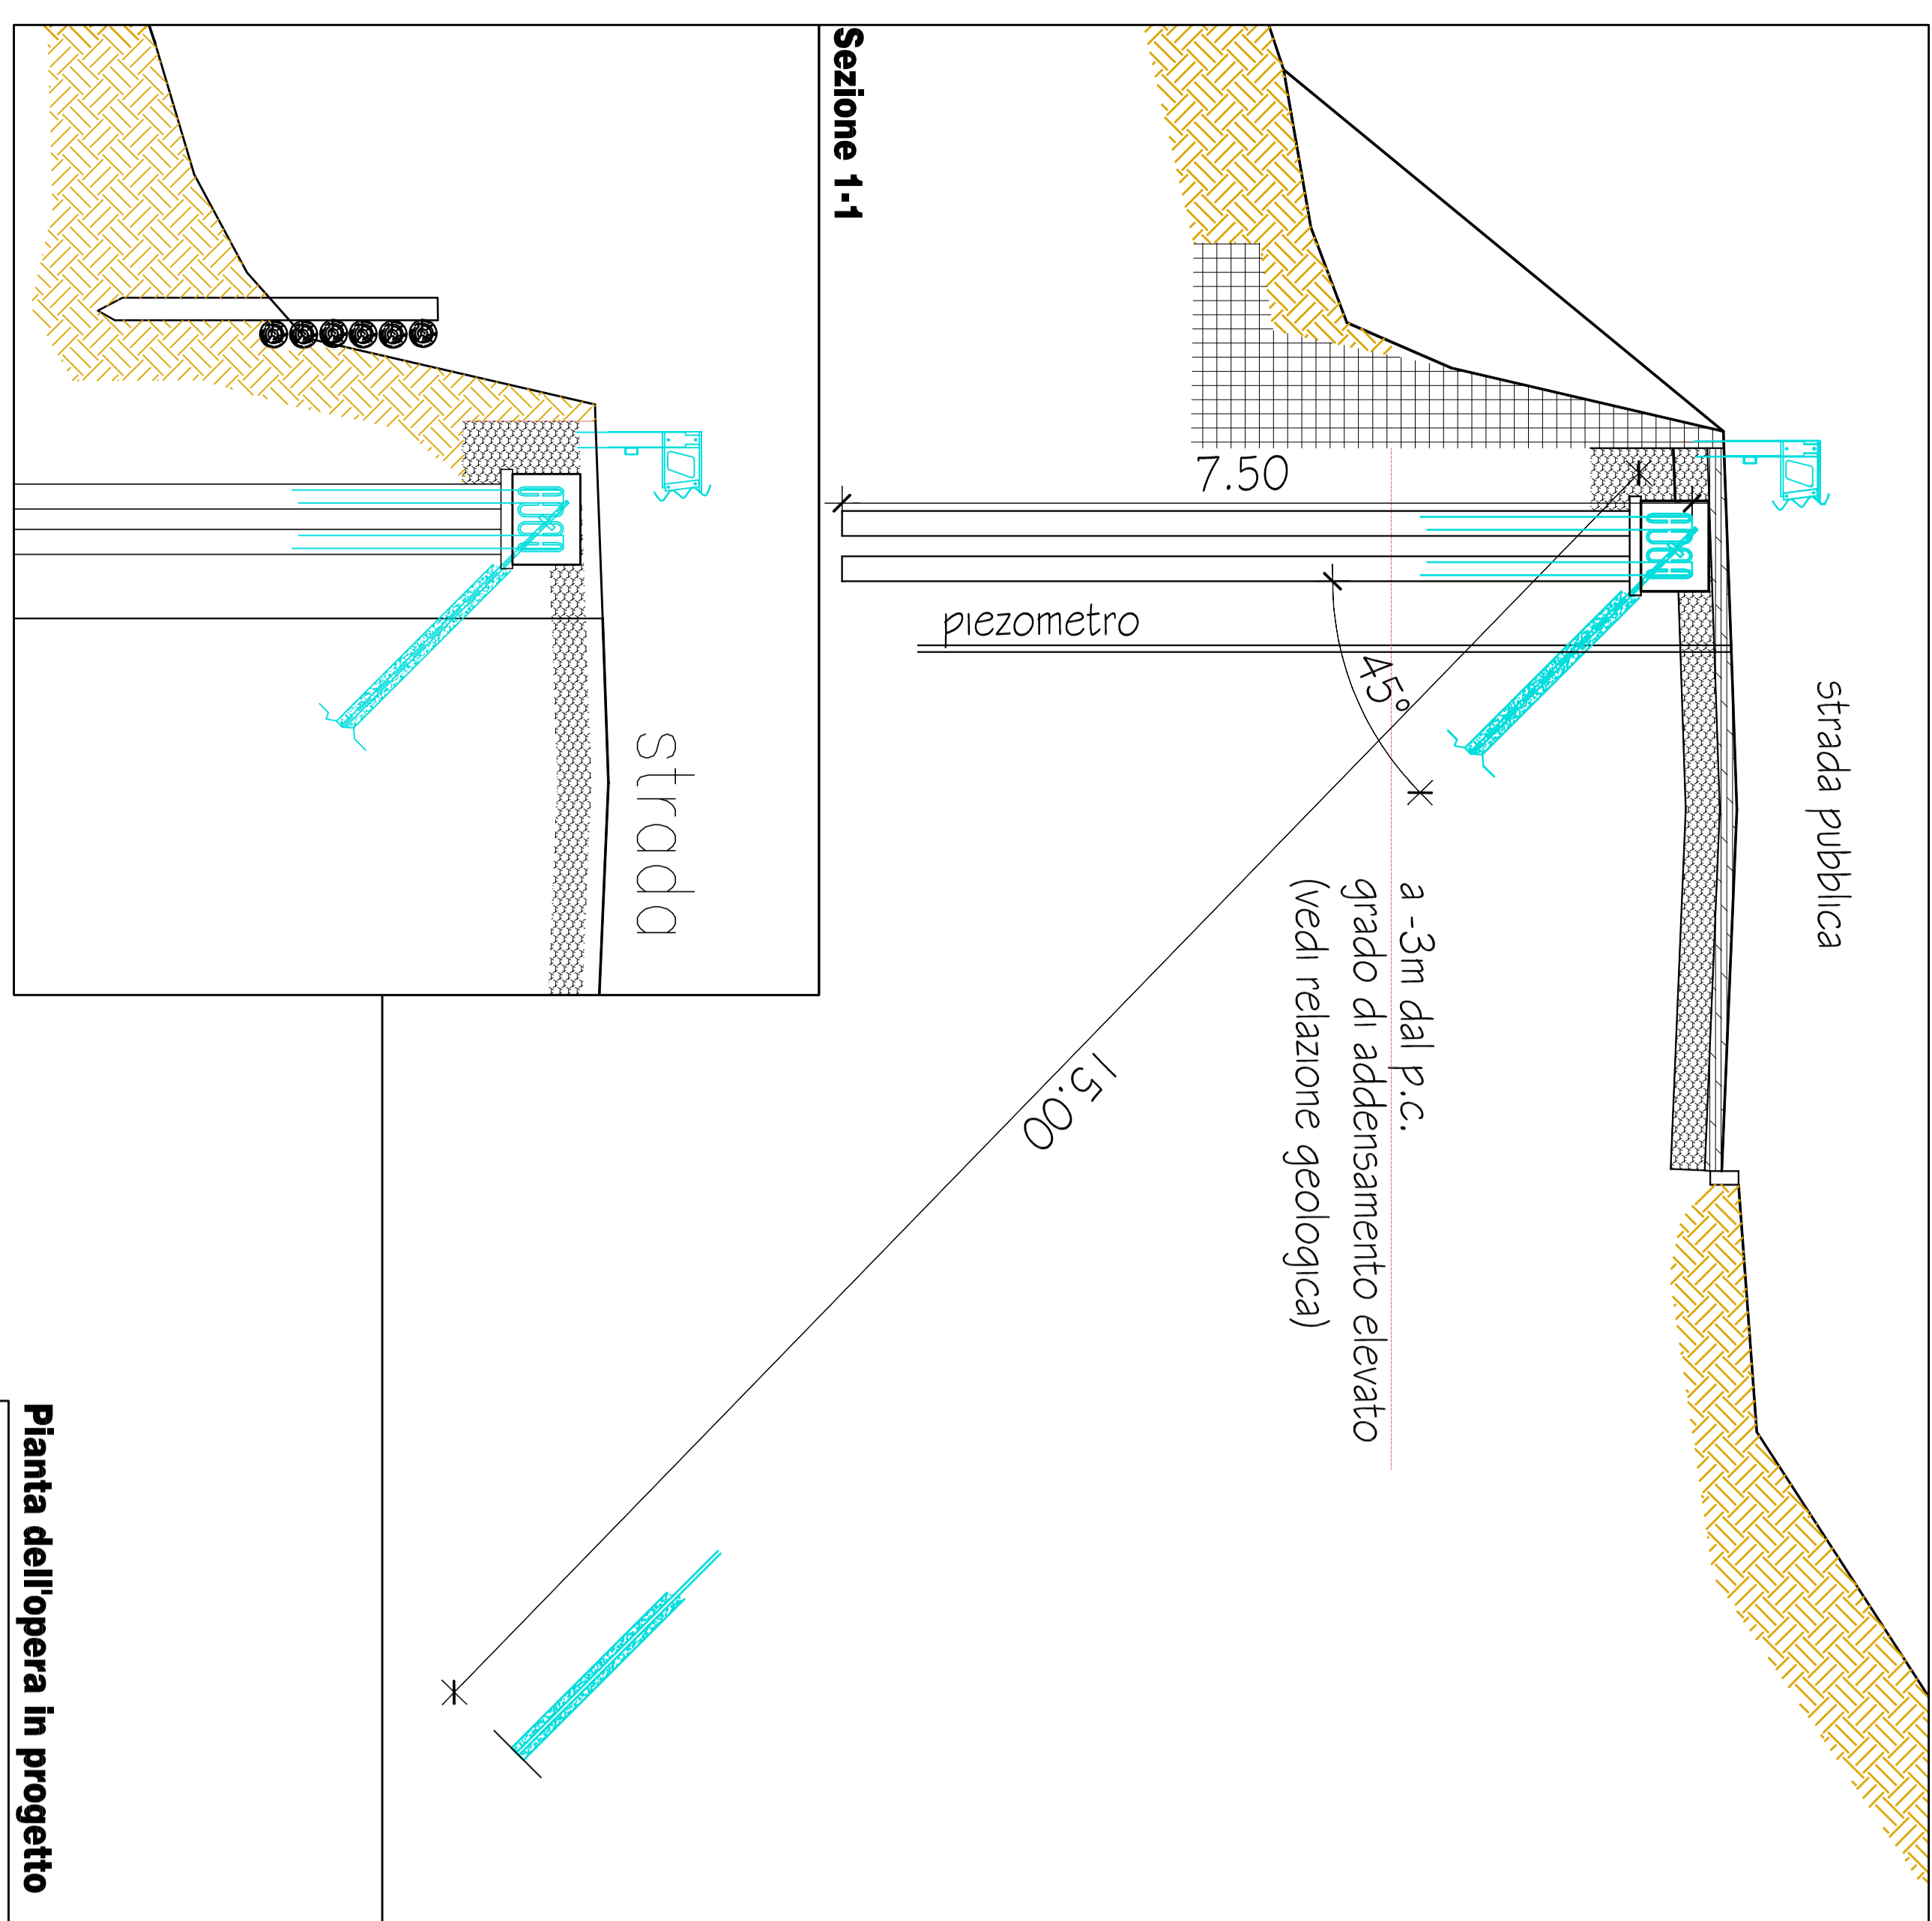 strada pubblica
a -3m dal p.c.
grado di addensamento elevato
(vedi relazione geologica)
7.50
piezometro
45°
15.00
Sezione 1-1
strada
Pianta dell'opera in progetto